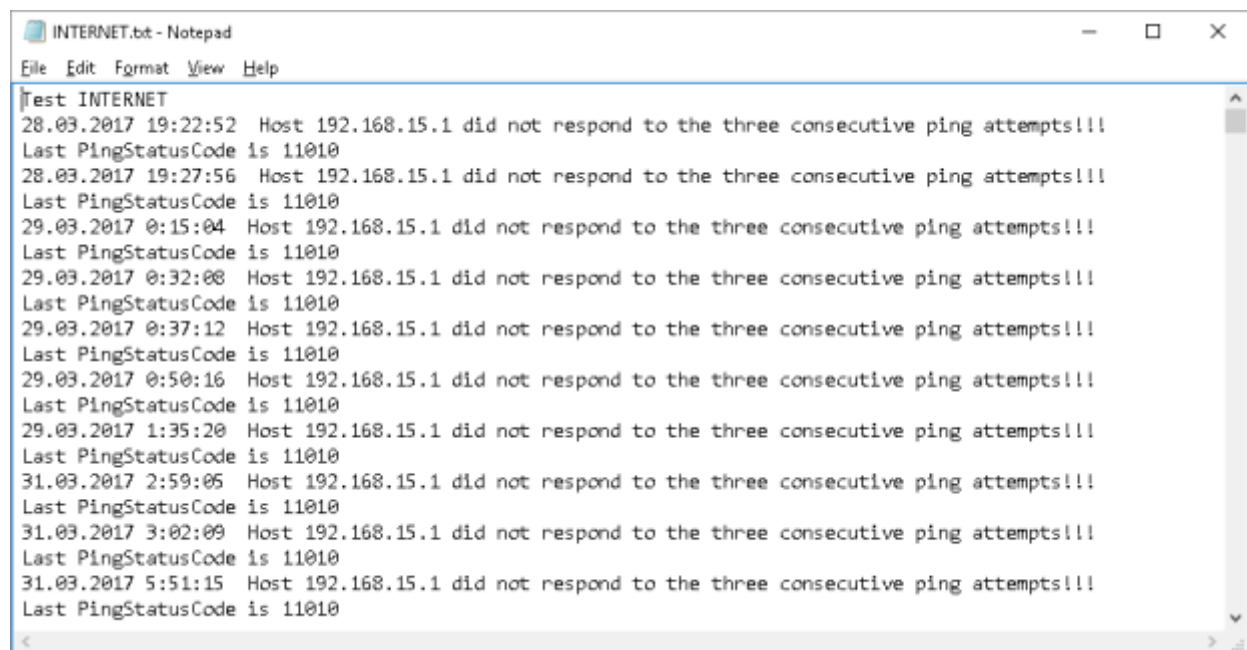 INTERNET.txt - Notepad
File Edit Format View Help
Test INTERNET
28.03.2017 19:22:52  Host 192.168.15.1 did not respond to the three consecutive ping attempts!!!
Last PingStatusCode is 11010
28.03.2017 19:27:56  Host 192.168.15.1 did not respond to the three consecutive ping attempts!!!
Last PingStatusCode is 11010
29.03.2017 0:15:04  Host 192.168.15.1 did not respond to the three consecutive ping attempts!!!
Last PingStatusCode is 11010
29.03.2017 0:32:08  Host 192.168.15.1 did not respond to the three consecutive ping attempts!!!
Last PingStatusCode is 11010
29.03.2017 0:37:12  Host 192.168.15.1 did not respond to the three consecutive ping attempts!!!
Last PingStatusCode is 11010
29.03.2017 0:50:16  Host 192.168.15.1 did not respond to the three consecutive ping attempts!!!
Last PingStatusCode is 11010
29.03.2017 1:35:20  Host 192.168.15.1 did not respond to the three consecutive ping attempts!!!
Last PingStatusCode is 11010
31.03.2017 2:59:05  Host 192.168.15.1 did not respond to the three consecutive ping attempts!!!
Last PingStatusCode is 11010
31.03.2017 3:02:09  Host 192.168.15.1 did not respond to the three consecutive ping attempts!!!
Last PingStatusCode is 11010
31.03.2017 5:51:15  Host 192.168.15.1 did not respond to the three consecutive ping attempts!!!
Last PingStatusCode is 11010